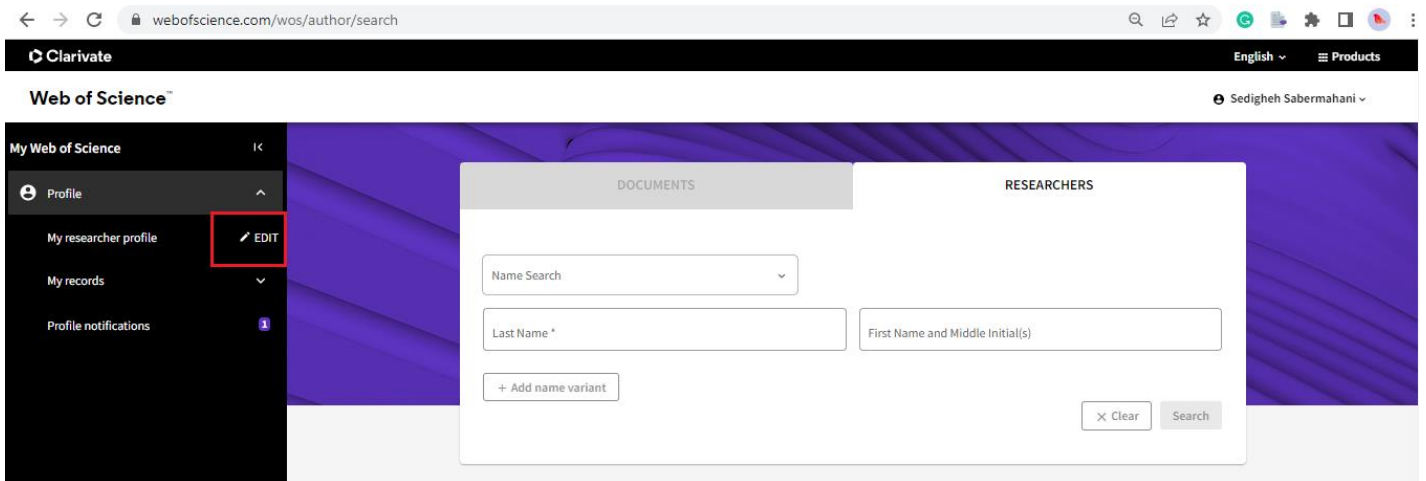 webofscience.com/wos/author/search
Clarivate
English
Products
Web of Science™
Sedigheh Sabermahani
My Web of Science
Profile
DOCUMENTS
RESEARCHERS
My researcher profile
EDIT
Name Search
My records
Profile notifications
1
Last Name *
First Name and Middle Initial(s)
+ Add name variant
Clear
Search